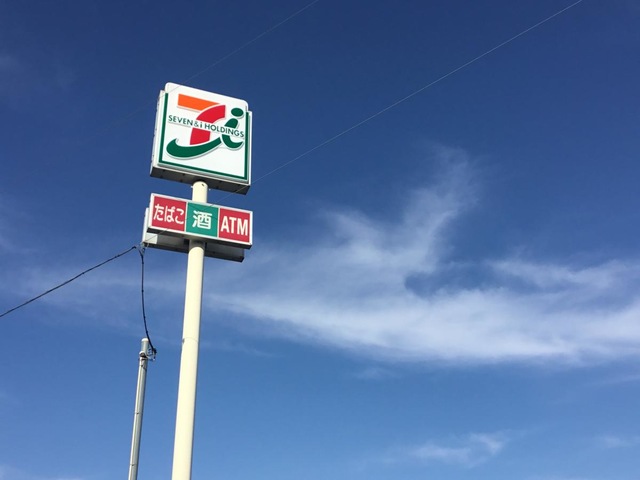 SEVEN & i HOLDINGS
たばこ 酒 ATM